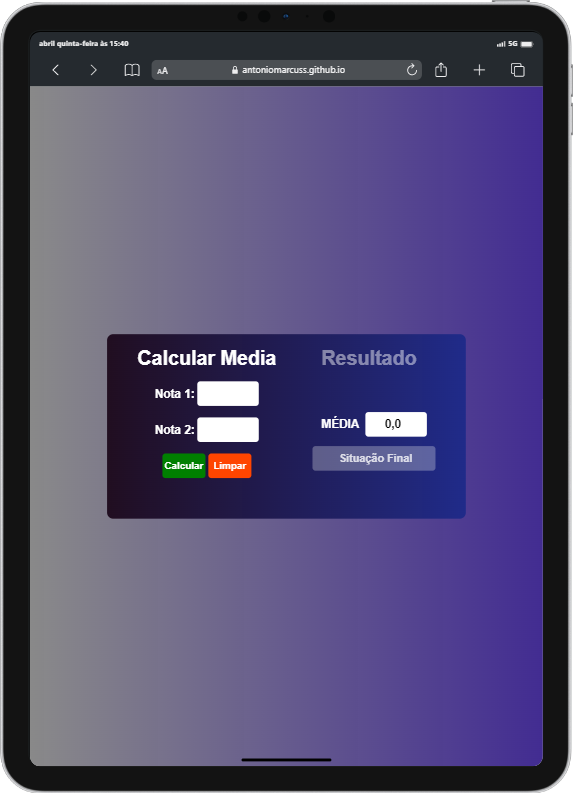 abril quinta-feira às 15:40
5G
AA
antoniomarcuss.github.io
Calcular Media
Nota 1:
Nota 2:
Calcular Limpar
Resultado
MÉDIA 0,0
Situação Final